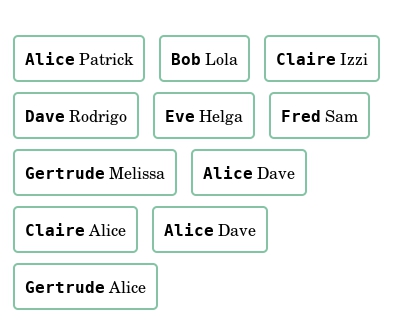 Alice Patrick Bob Lola Claire Izzi
Dave Rodrigo Eve Helga Fred Sam
Gertrude Melissa Alice Dave
Claire Alice Alice Dave
Gertrude Alice